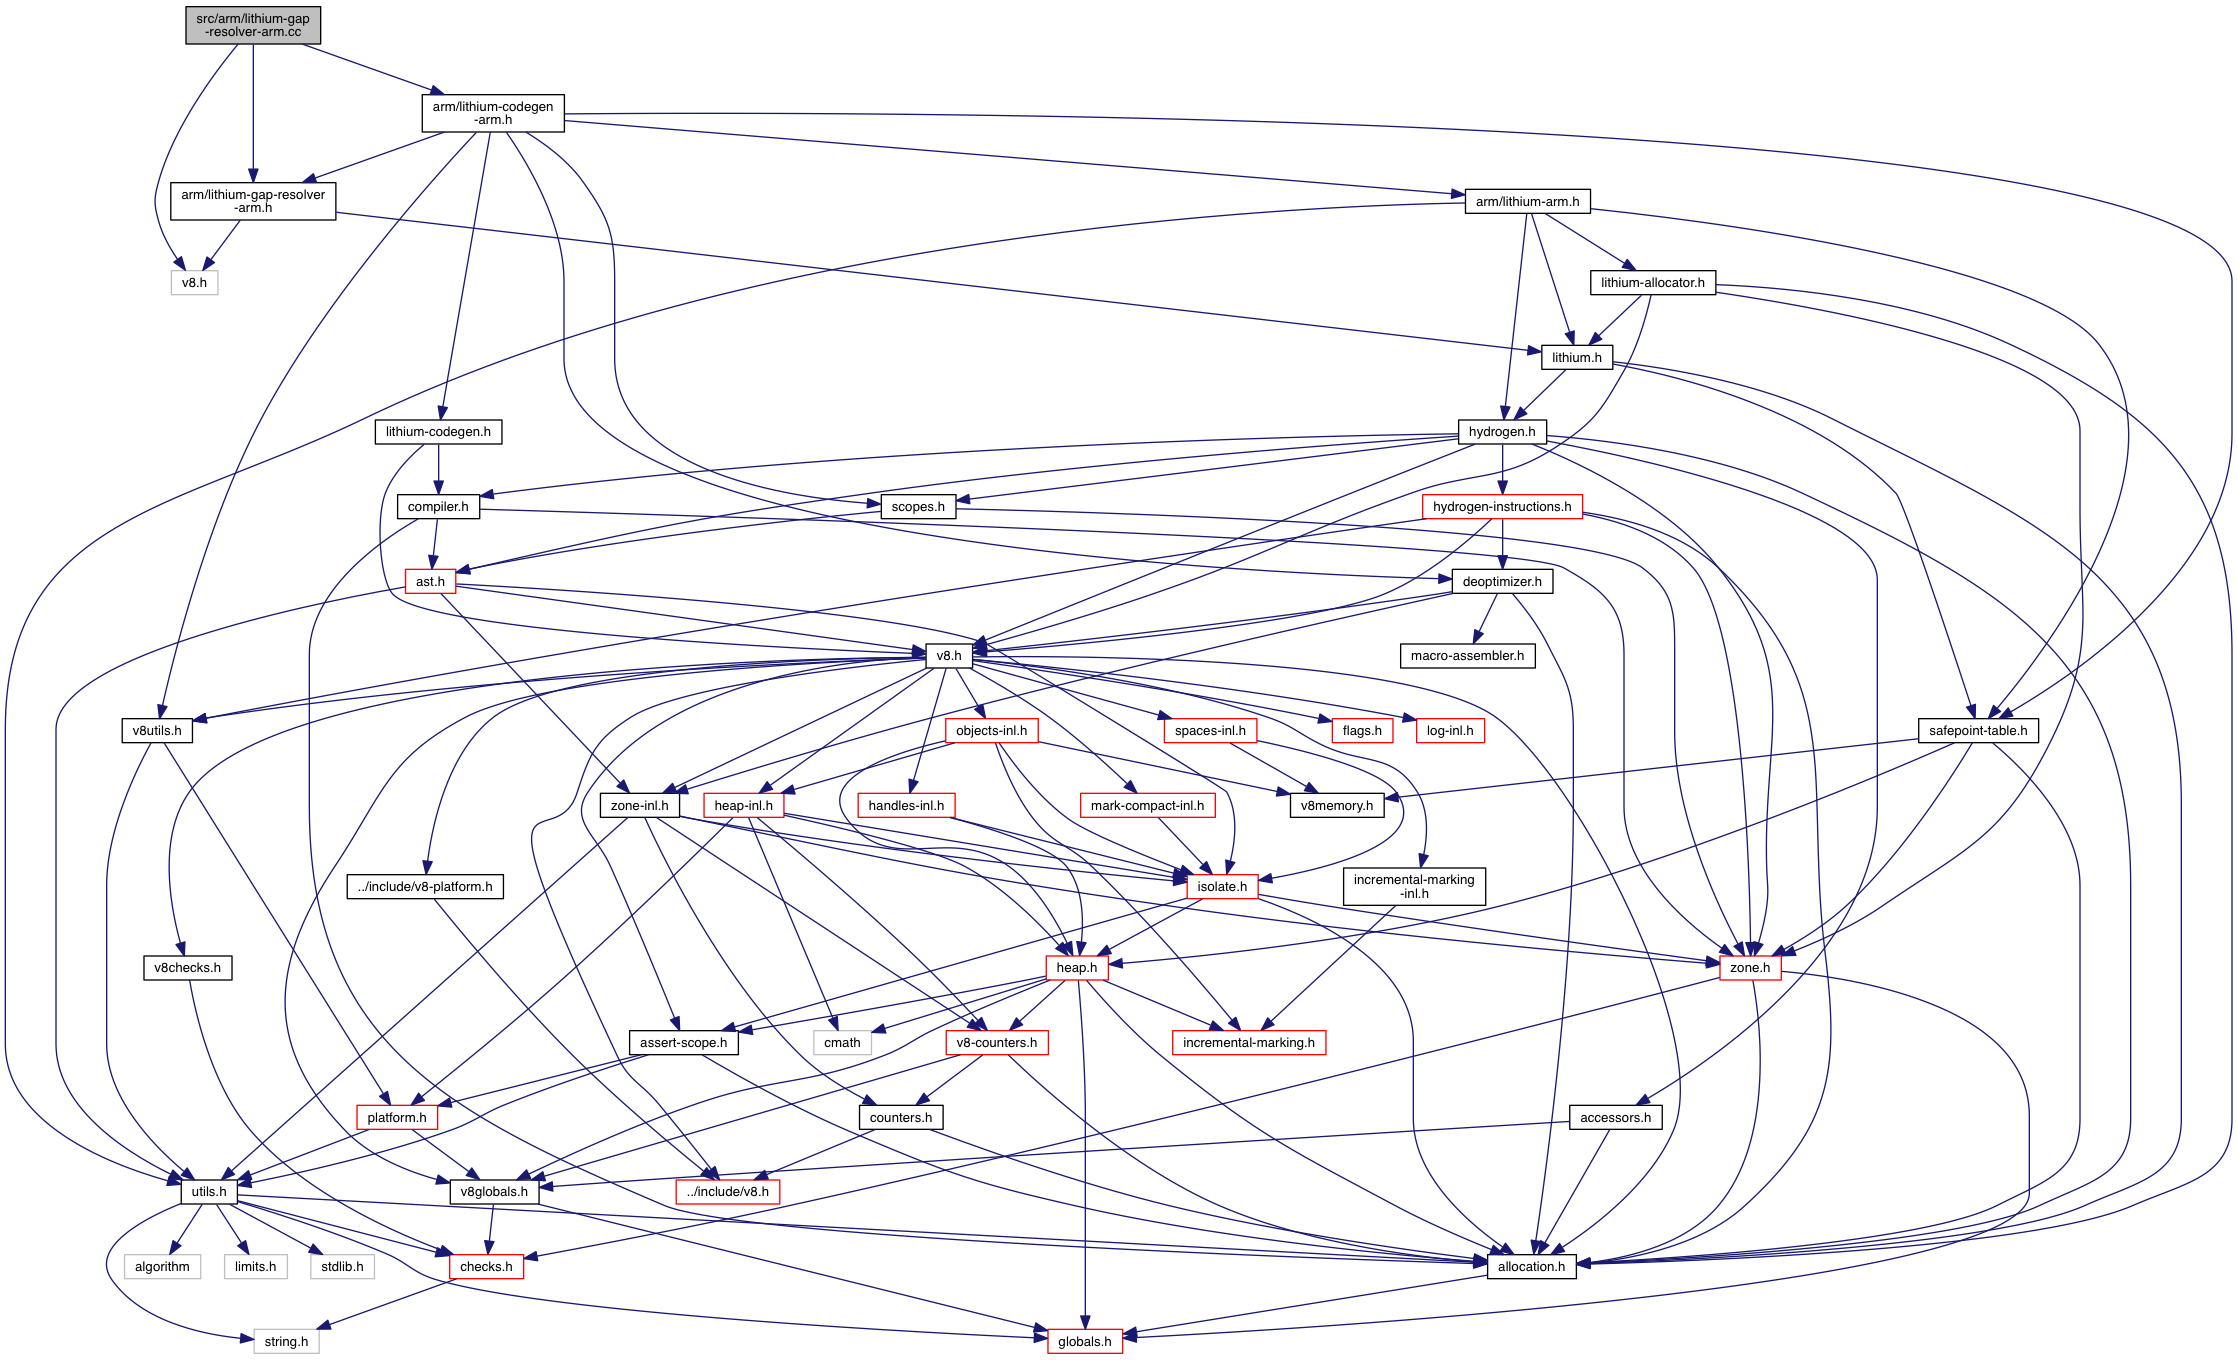 src/arm/lithium-gap
-resolver-arm.cc
arm/lithium-codegen
-arm.h
arm/lithium-gap-resolver
-arm.h
arm/lithium-arm.h
v8.h
lithium-allocator.h
lithium.h
lithium-codegen.h
hydrogen.h
compiler.h
scopes.h
hydrogen-instructions.h
ast.h
deoptimizer.h
v8.h
macro-assembler.h
v8utils.h
objects-inl.h
spaces-inl.h
flags.h
log-inl.h
safepoint-table.h
zone-inl.h
heap-inl.h
handles-inl.h
mark-compact-inl.h
v8memory.h
../include/v8-platform.h
isolate.h
incremental-marking
-inl.h
v8checks.h
heap.h
zone.h
assert-scope.h
cmath
v8-counters.h
incremental-marking.h
platform.h
counters.h
accessors.h
utils.h
v8globals.h
../include/v8.h
algorithm
limits.h
stdlib.h
checks.h
allocation.h
string.h
globals.h